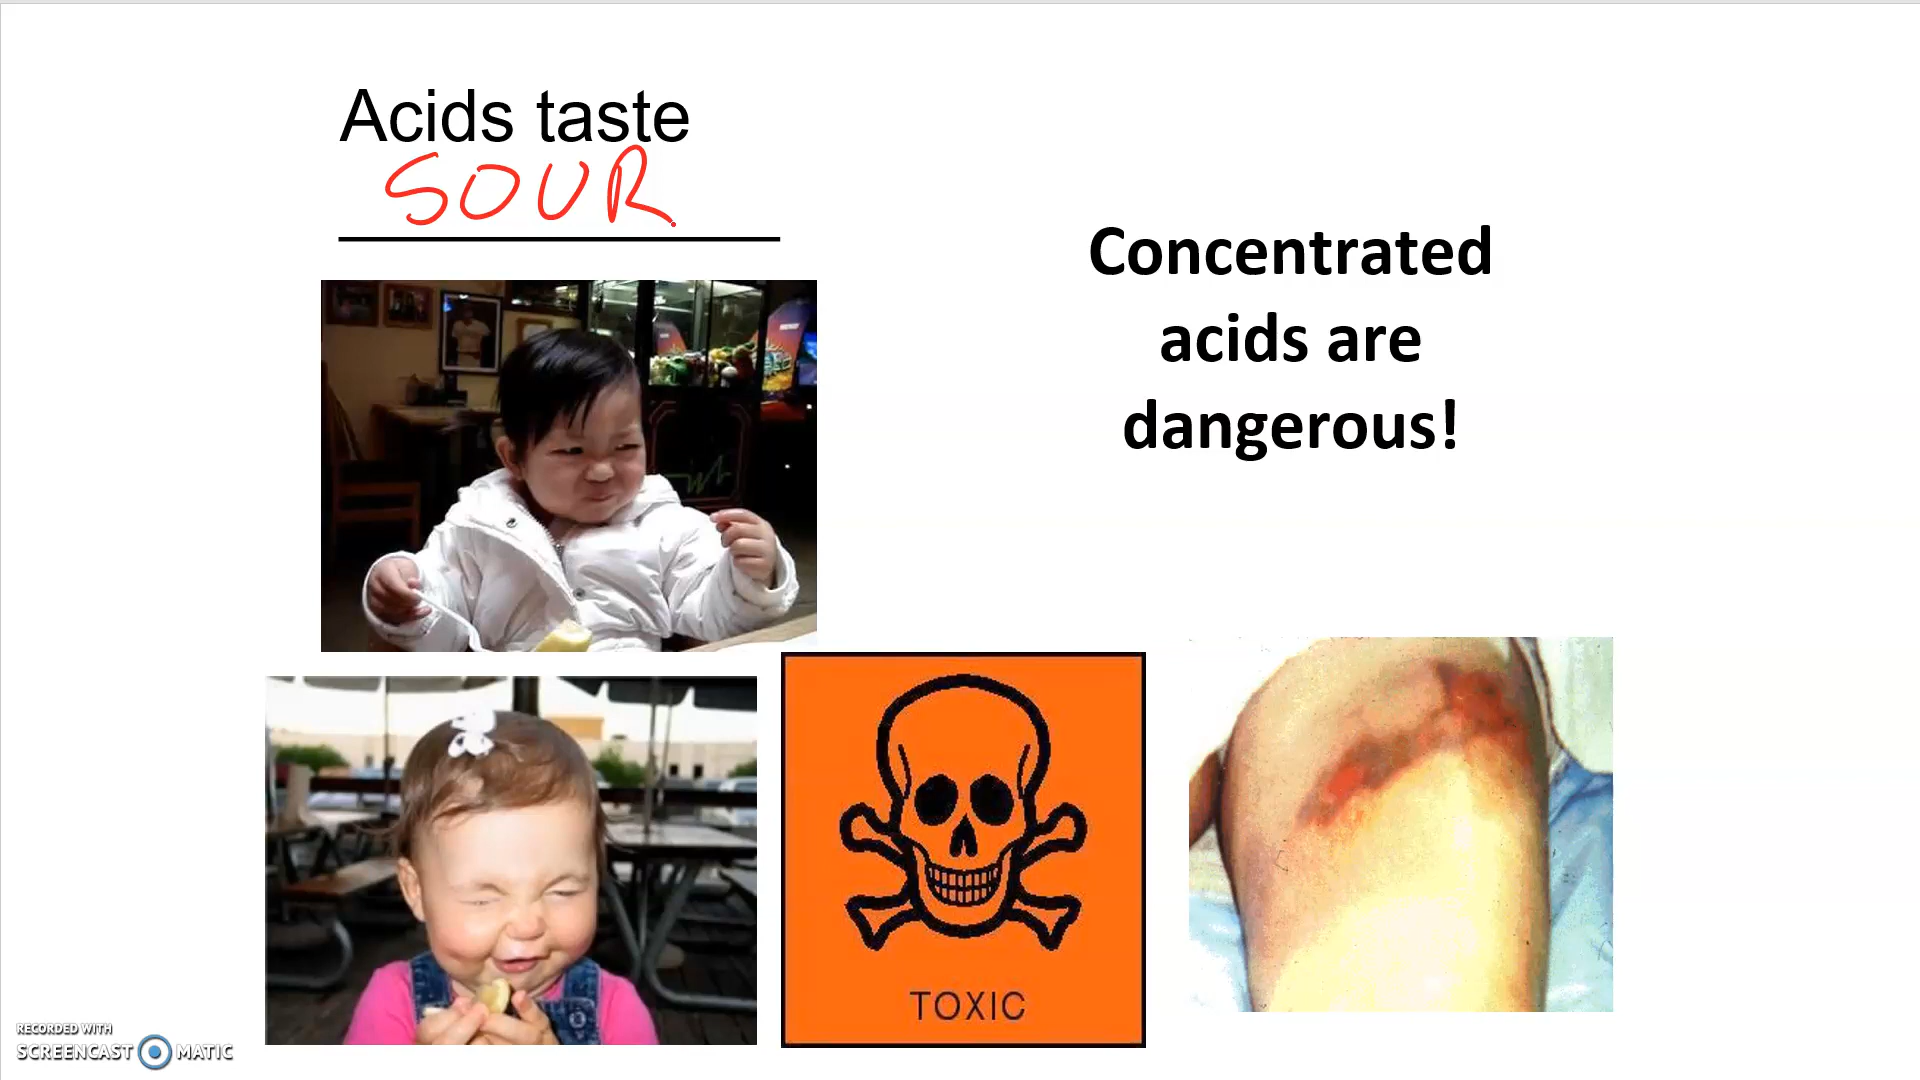 Acids taste
SOUR
Concentrated
acids are
dangerous!
TOXIC
RECORDED WITH
SCREENCAST MATIC